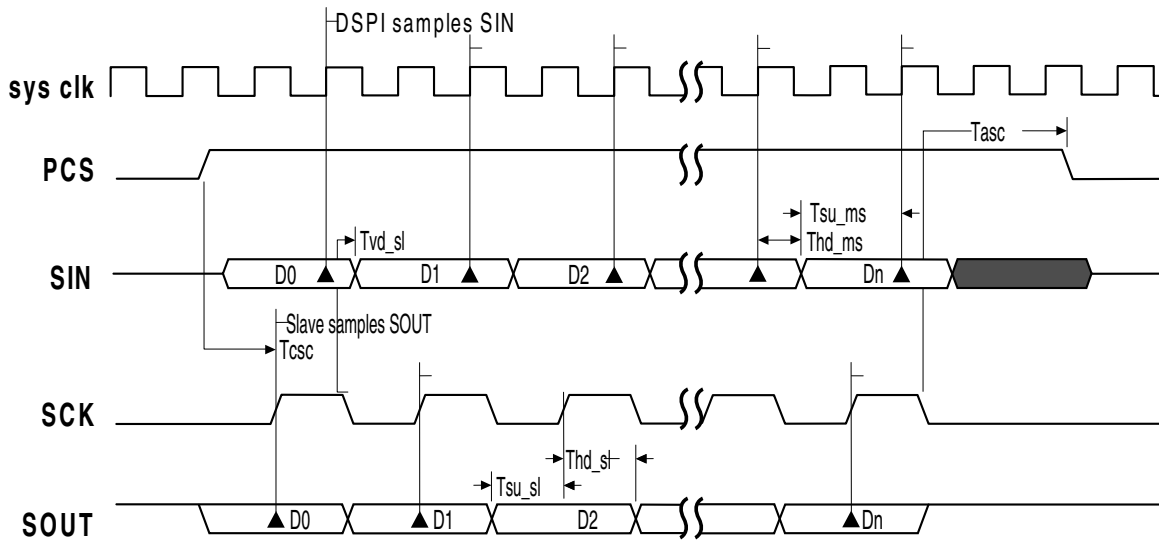 DSPI samples SIN
sys clk
Tasc
PCS
Tsu_ms
Tvd_sl
Thd_ms
SIN
D0
D1
D2
Dn
Slave samples SOUT
Tcsc
SCK
Thd_sl
Tsu_sl
SOUT
D0
D1
D2
Dn